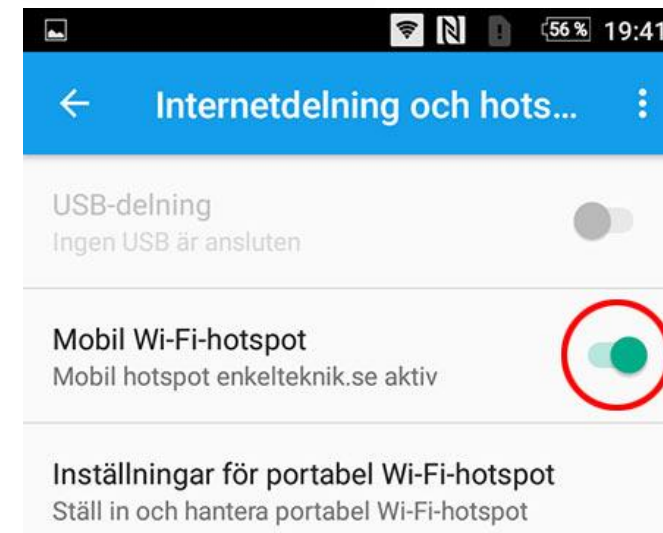 56 % 19:41
Internetdelning och hots...
USB-delning
Ingen USB är ansluten
Mobil Wi-Fi-hotspot
Mobil hotspot enkelteknik.se aktiv
Inställningar för portabel Wi-Fi-hotspot
Ställ in och hantera portabel Wi-Fi-hotspot